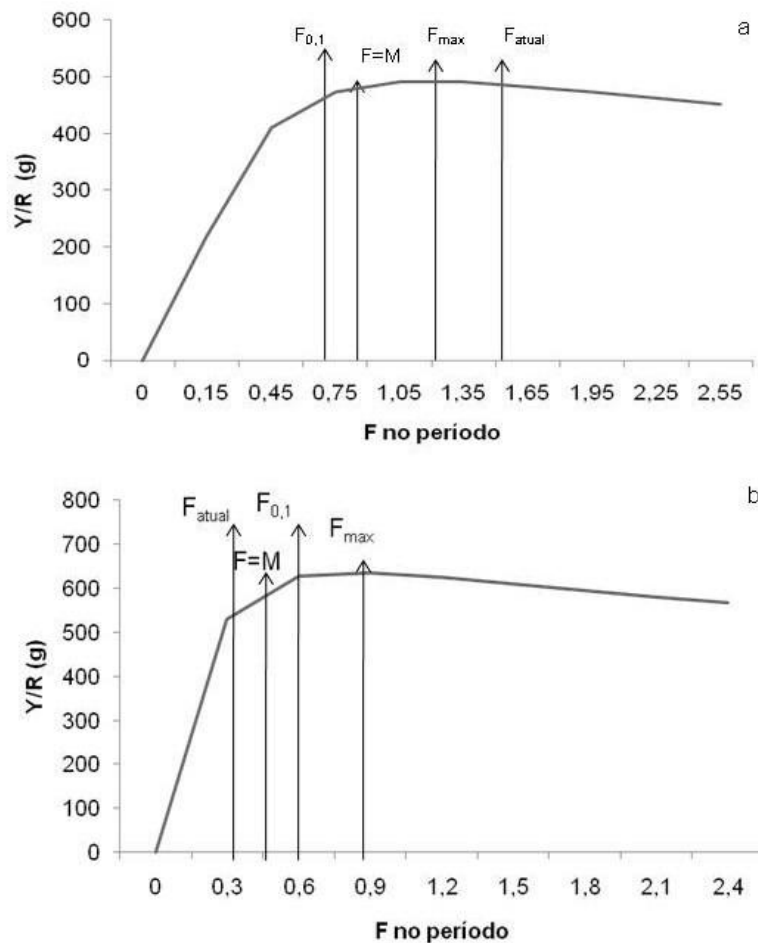 a
600
500
400
300
200
100
0
Y/R (g)
F0,1
F=M
Fmax
Fatual
0 0,15 0,45 0,75 1,05 1,35 1,65 1,95 2,25 2,55
F no período
b
800
700
600
500
400
300
200
100
0
Y/R (g)
Fatual
F0,1
F=M
Fmax
0 0,3 0,6 0,9 1,2 1,5 1,8 2,1 2,4
F no período